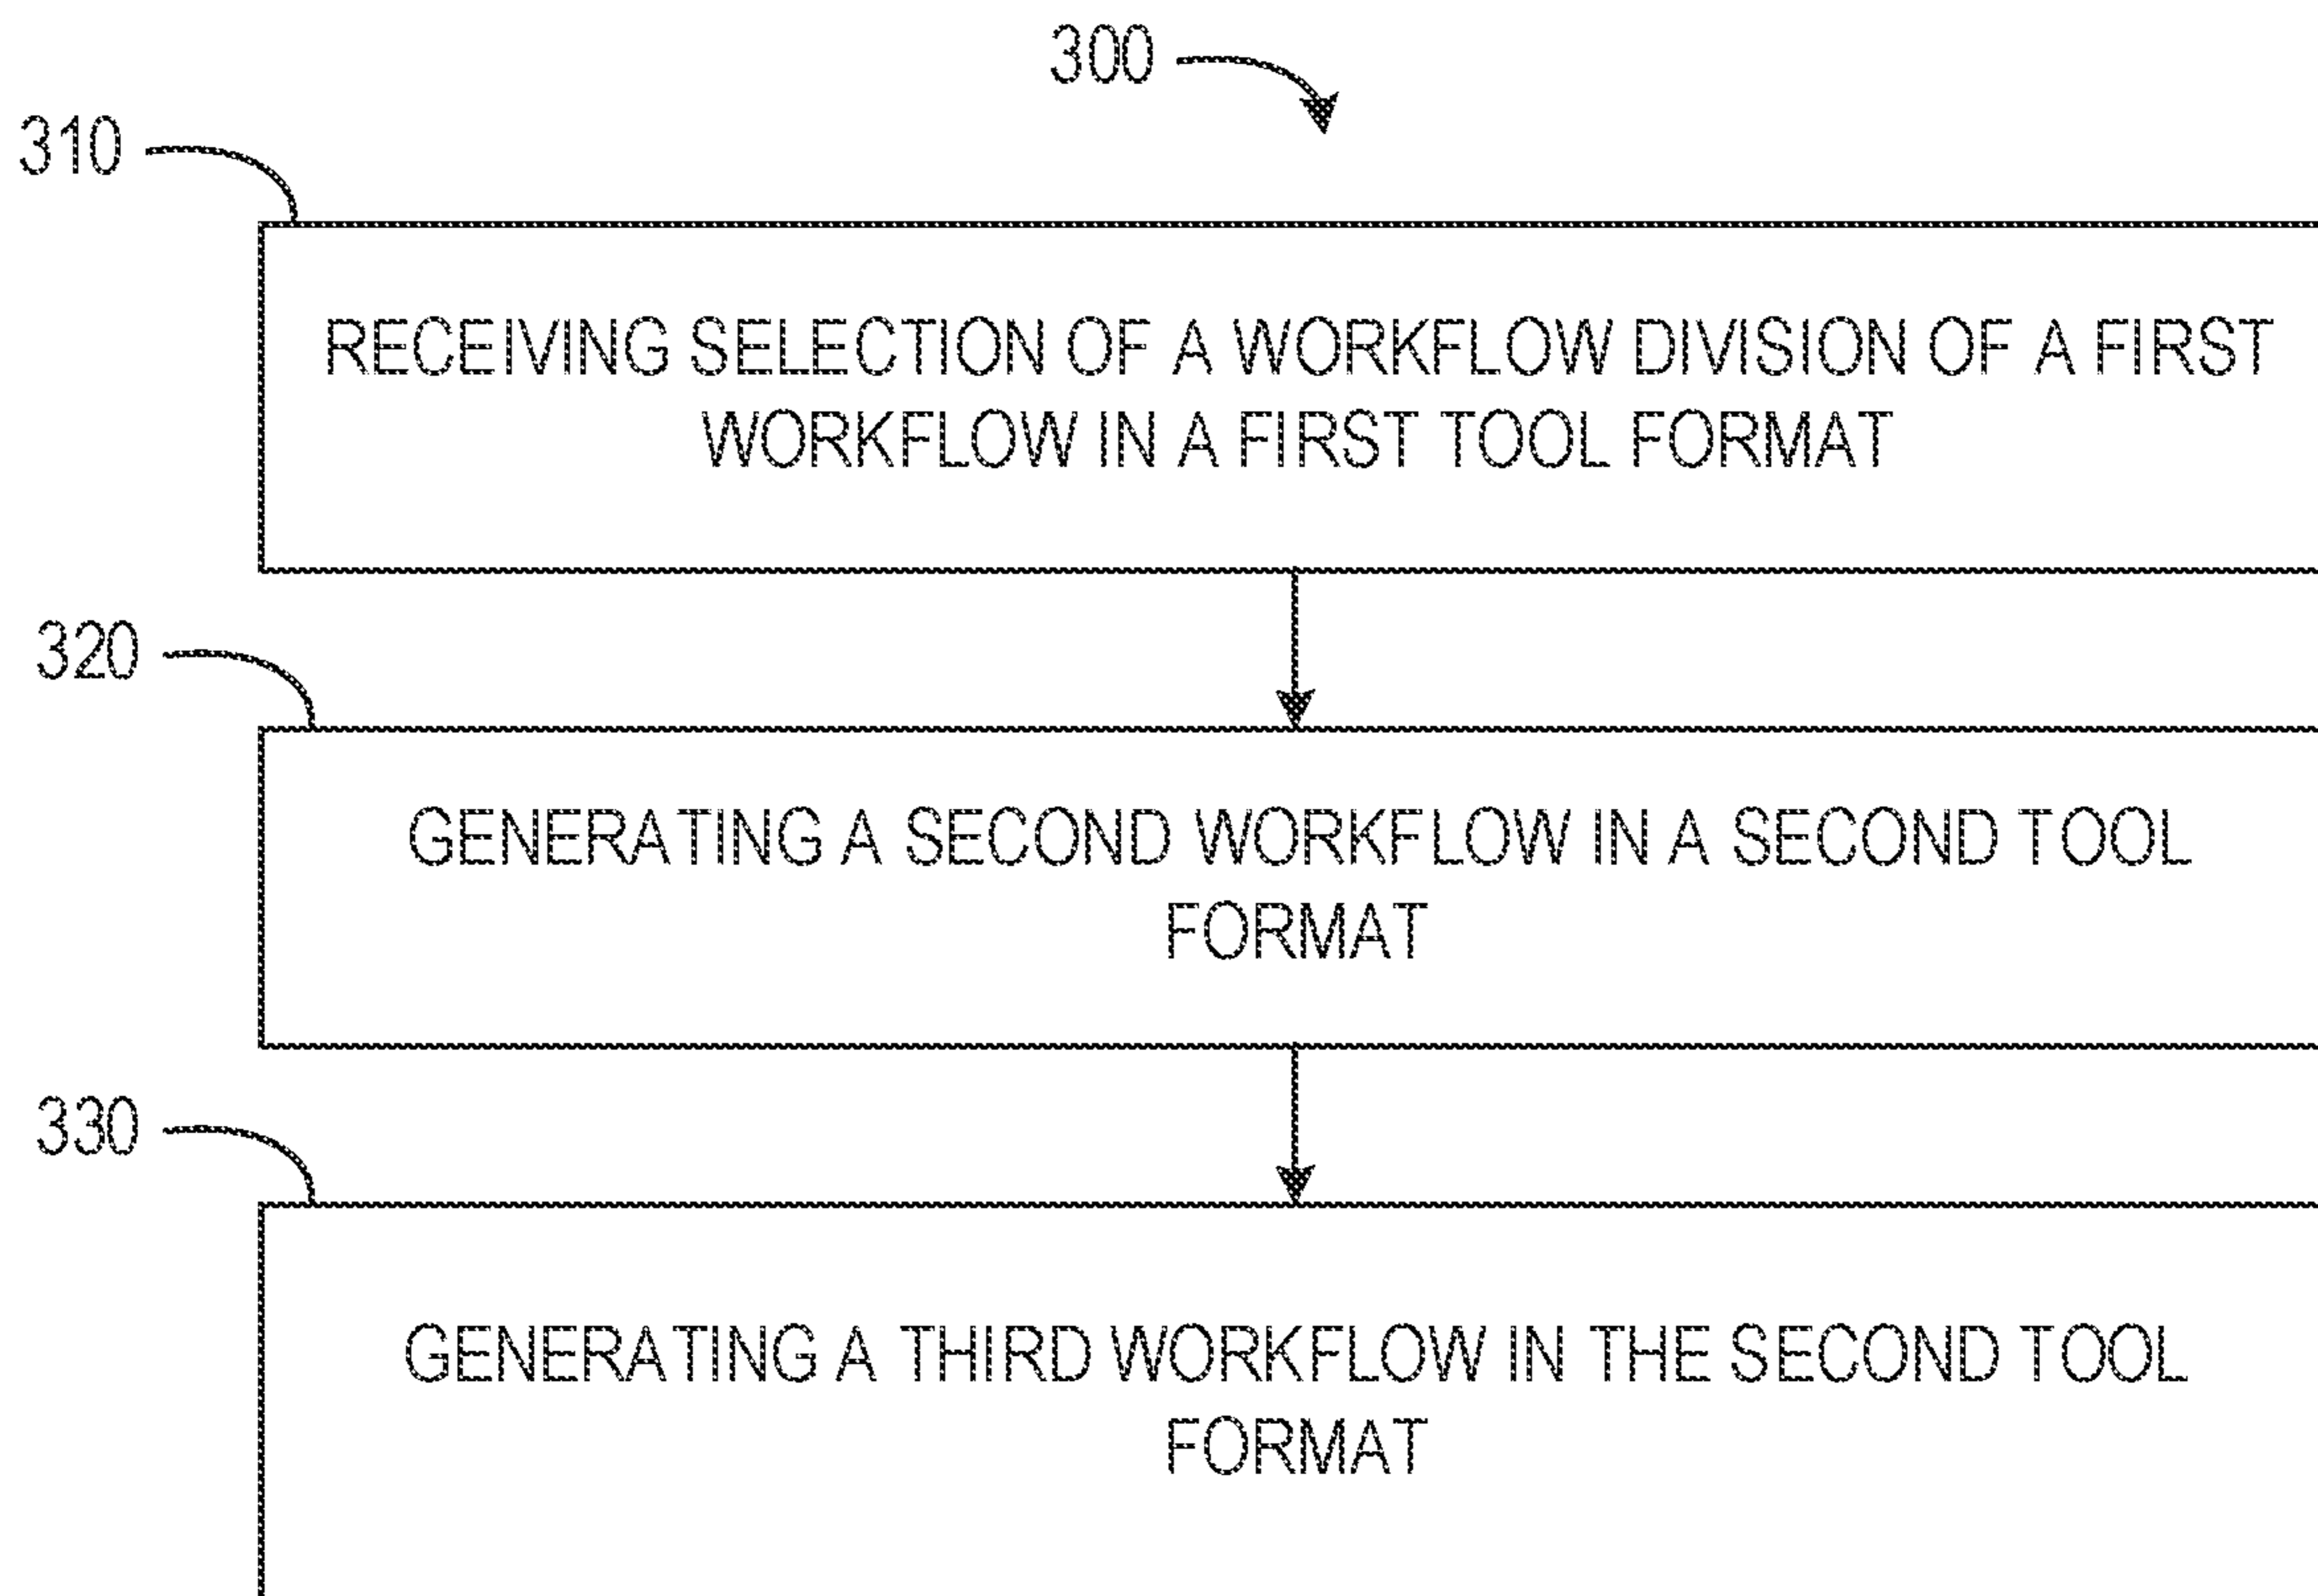 300
310
RECEIVING SELECTION OF A WORKFLOW DIVISION OF A FIRST
WORKFLOW IN A FIRST TOOL FORMAT
320
GENERATING A SECOND WORKFLOW IN A SECOND TOOL
FORMAT
330
GENERATING A THIRD WORKFLOW IN THE SECOND TOOL
FORMAT